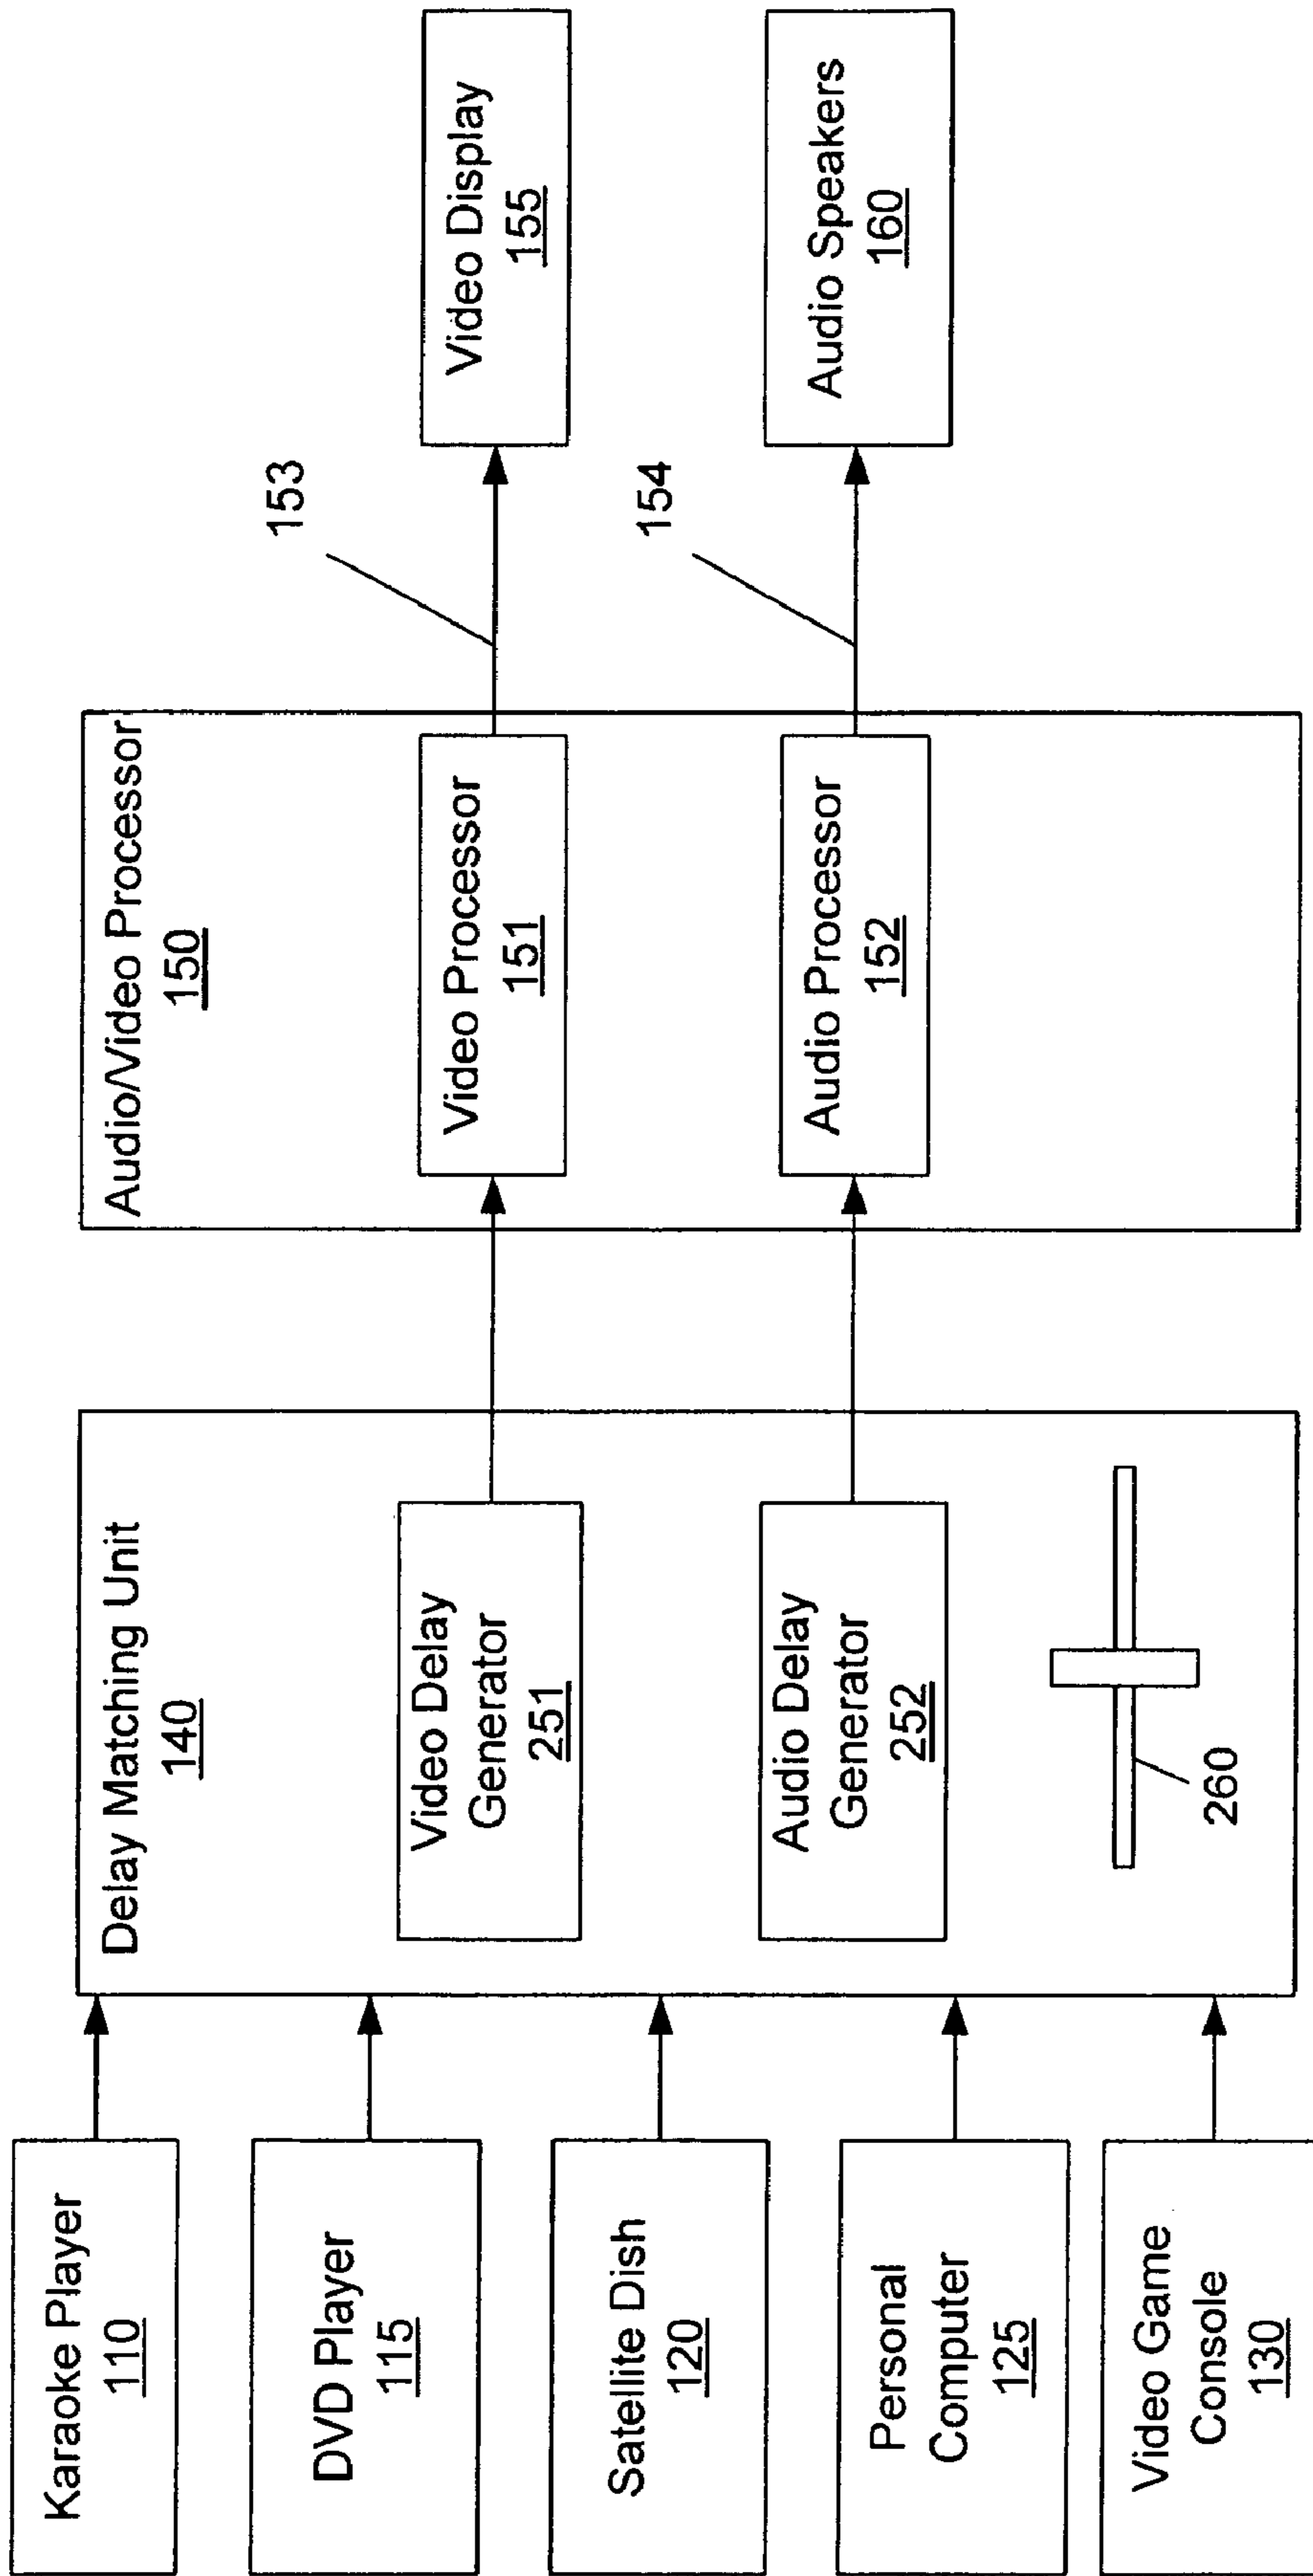 Karaoke Player
110
DVD Player
115
Satellite Dish
120
Personal
Computer
125
Video Game
Console
130
Delay Matching Unit
140
Video Delay
Generator
251
Audio Delay
Generator
252
260
Audio/Video Processor
150
Video Processor
151
Audio Processor
152
153
154
Video Display
155
Audio Speakers
160